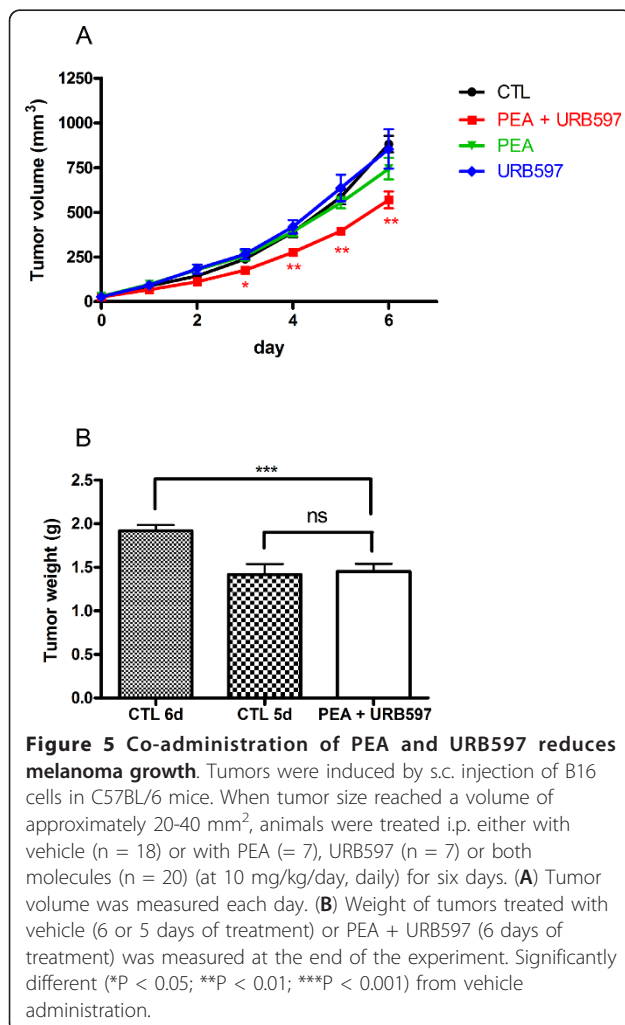 A
Tumor volume (mm³)
1250
1000
750
500
250
0
0
2
4
6
day
*
**
**
**
CTL
PEA + URB597
PEA
URB597
B
Tumor weight (g)
2.5
2.0
1.5
1.0
0.5
0.0
***
ns
CTL 6d
CTL 5d
PEA + URB597
Figure 5 Co-administration of PEA and URB597 reduces
melanoma growth. Tumors were induced by s.c. injection of B16
cells in C57BL/6 mice. When tumor size reached a volume of
approximately 20-40 mm², animals were treated i.p. either with
vehicle (n = 18) or with PEA (= 7), URB597 (n = 7) or both
molecules (n = 20) (at 10 mg/kg/day, daily) for six days. (A) Tumor
volume was measured each day. (B) Weight of tumors treated with
vehicle (6 or 5 days of treatment) or PEA + URB597 (6 days of
treatment) was measured at the end of the experiment. Significantly
different (*P < 0.05; **P < 0.01; ***P < 0.001) from vehicle
administration.